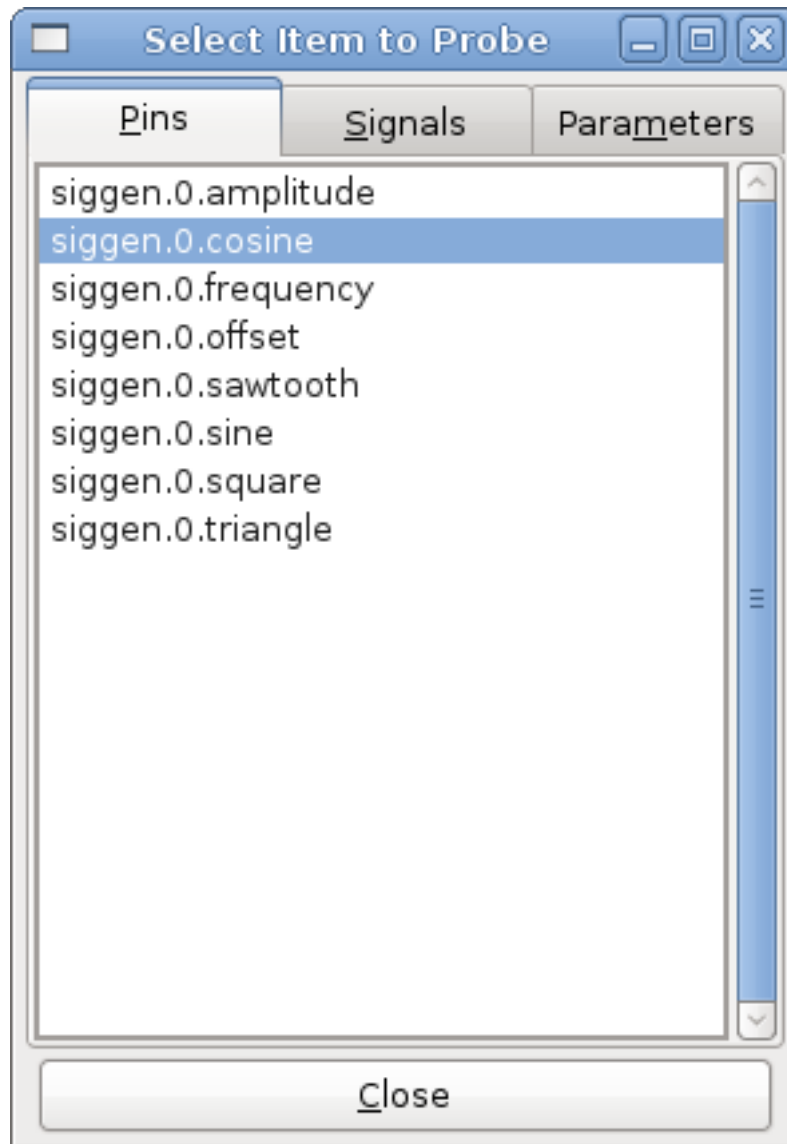 Select Item to Probe
Pins Signals Parameters
siggen.0.amplitude
siggen.0.cosine
siggen.0.frequency
siggen.0.offset
siggen.0.sawtooth
siggen.0.sine
siggen.0.square
siggen.0.triangle
Close